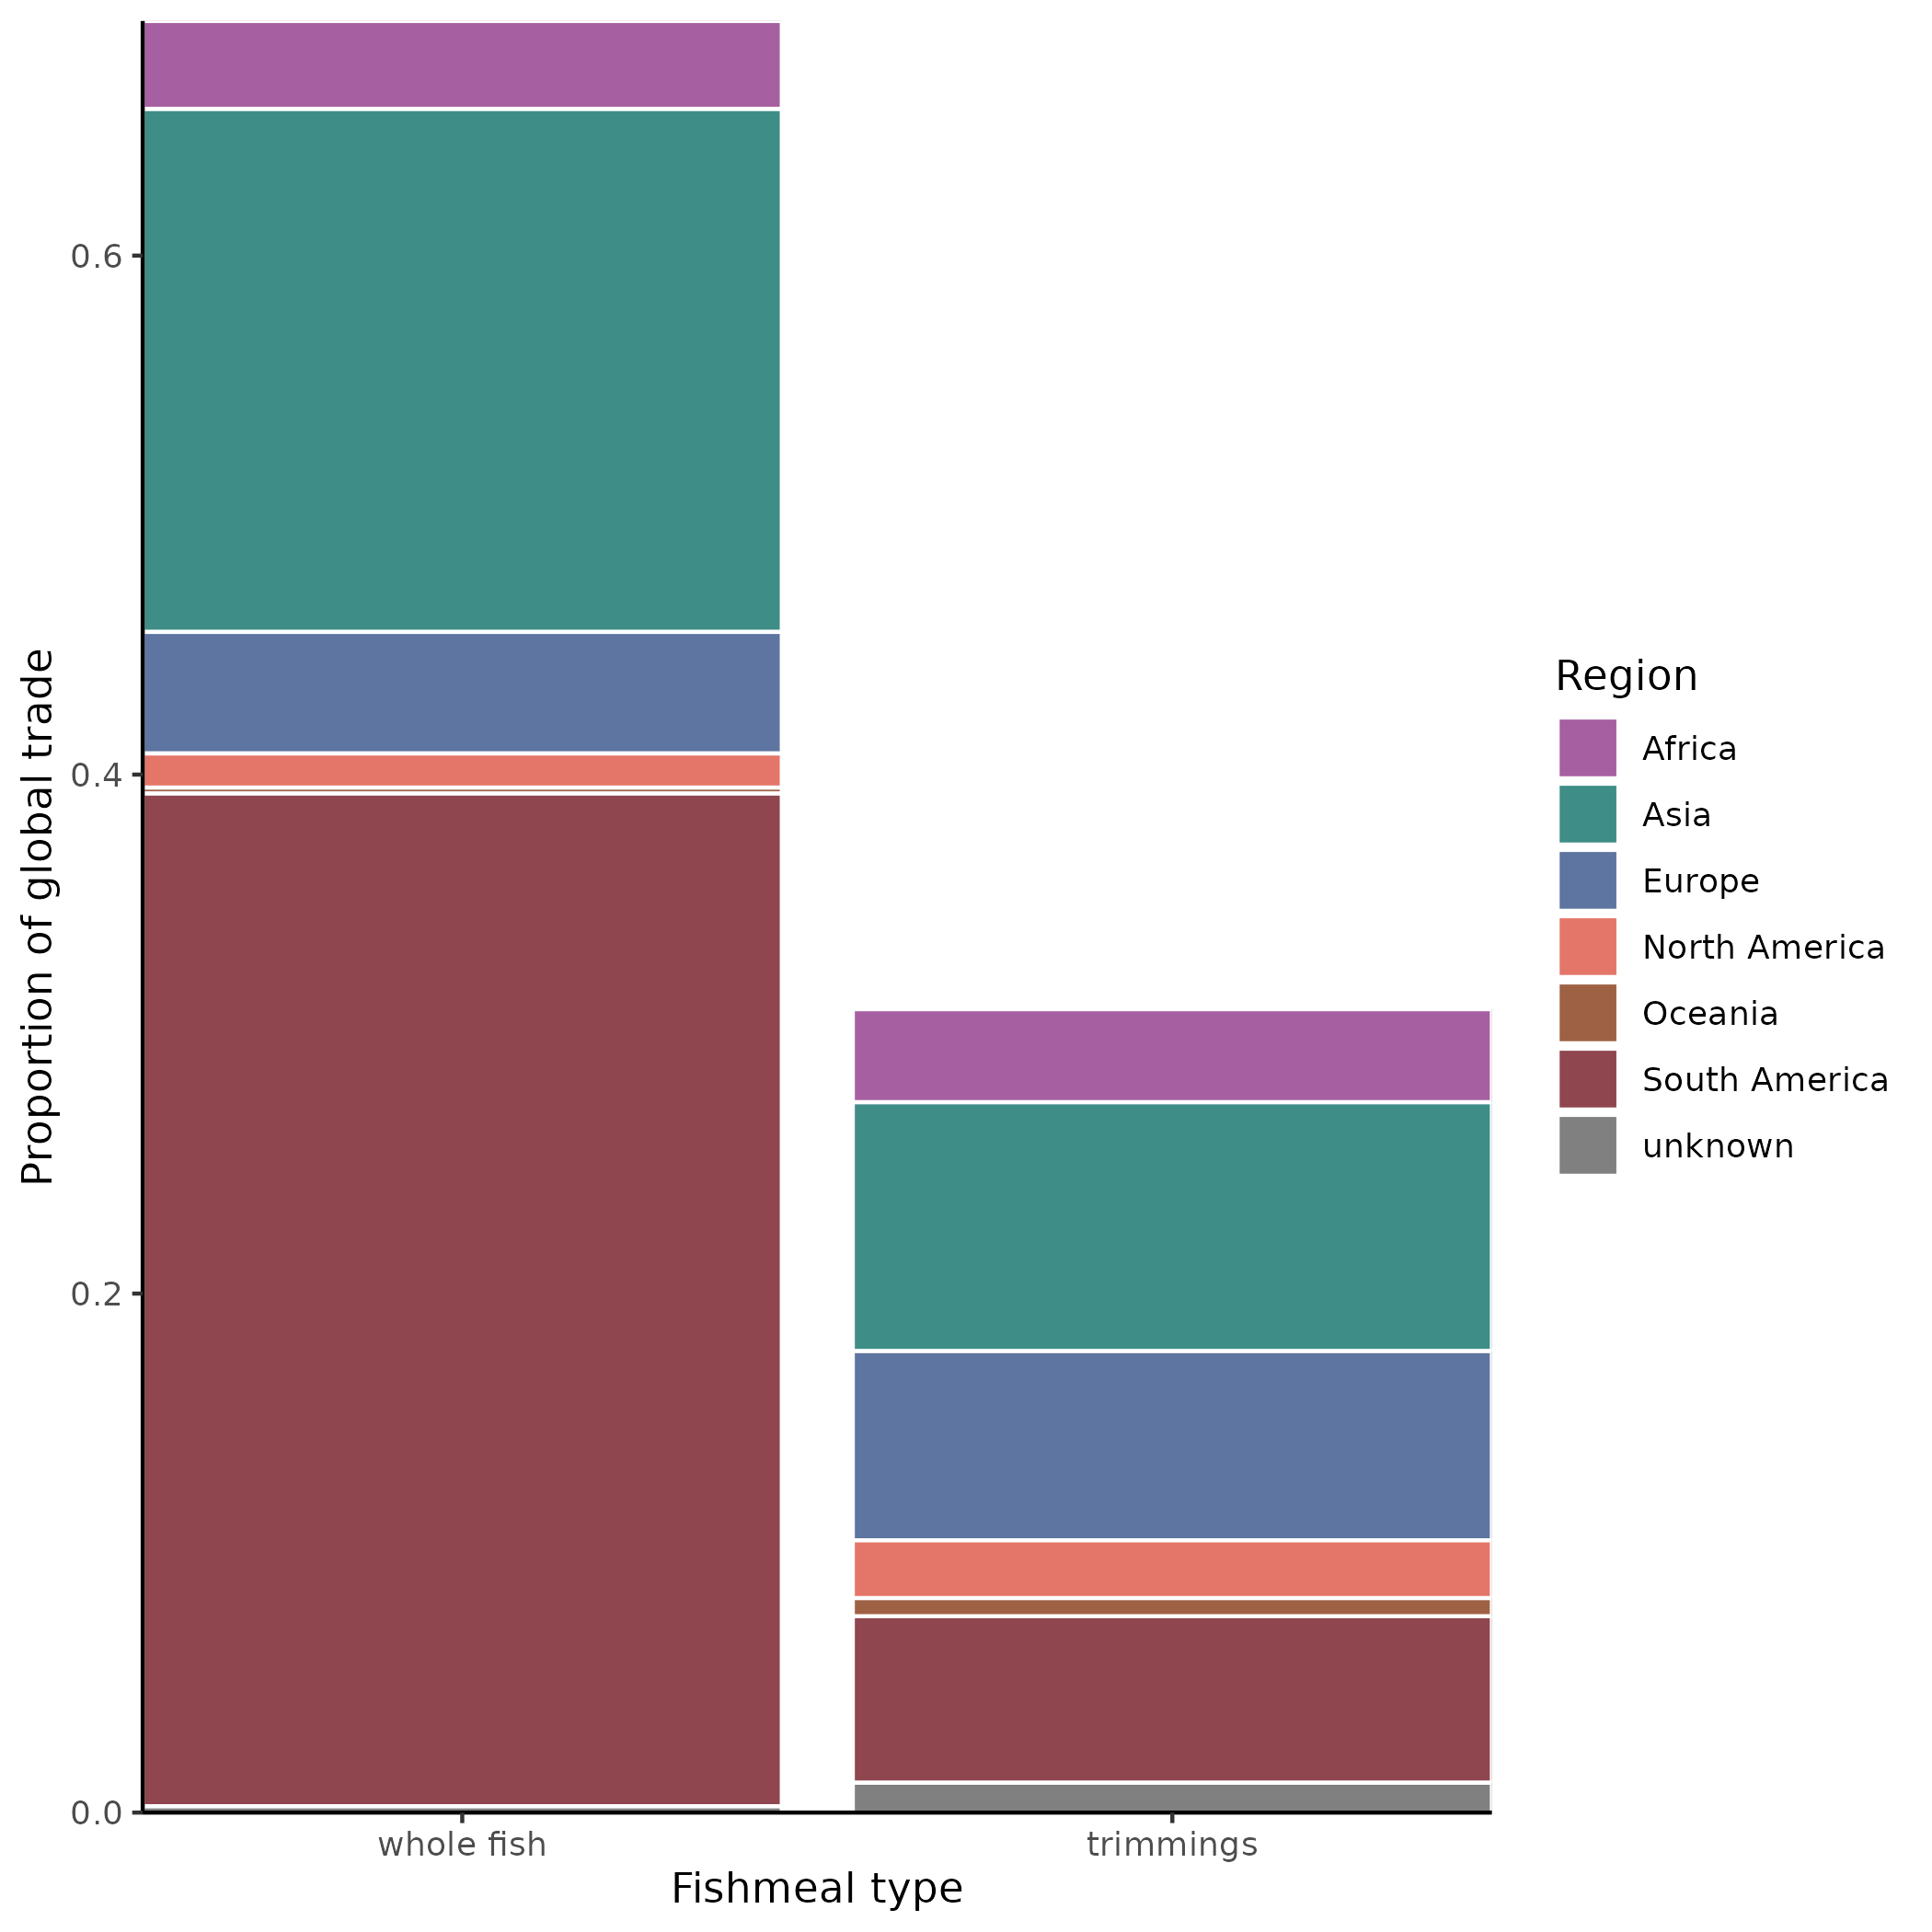 Proportion of global trade
0.6
0.4
0.2
0.0
whole fish
trimmings
Fishmeal type
Region
Africa
Asia
Europe
North America
Oceania
South America
unknown